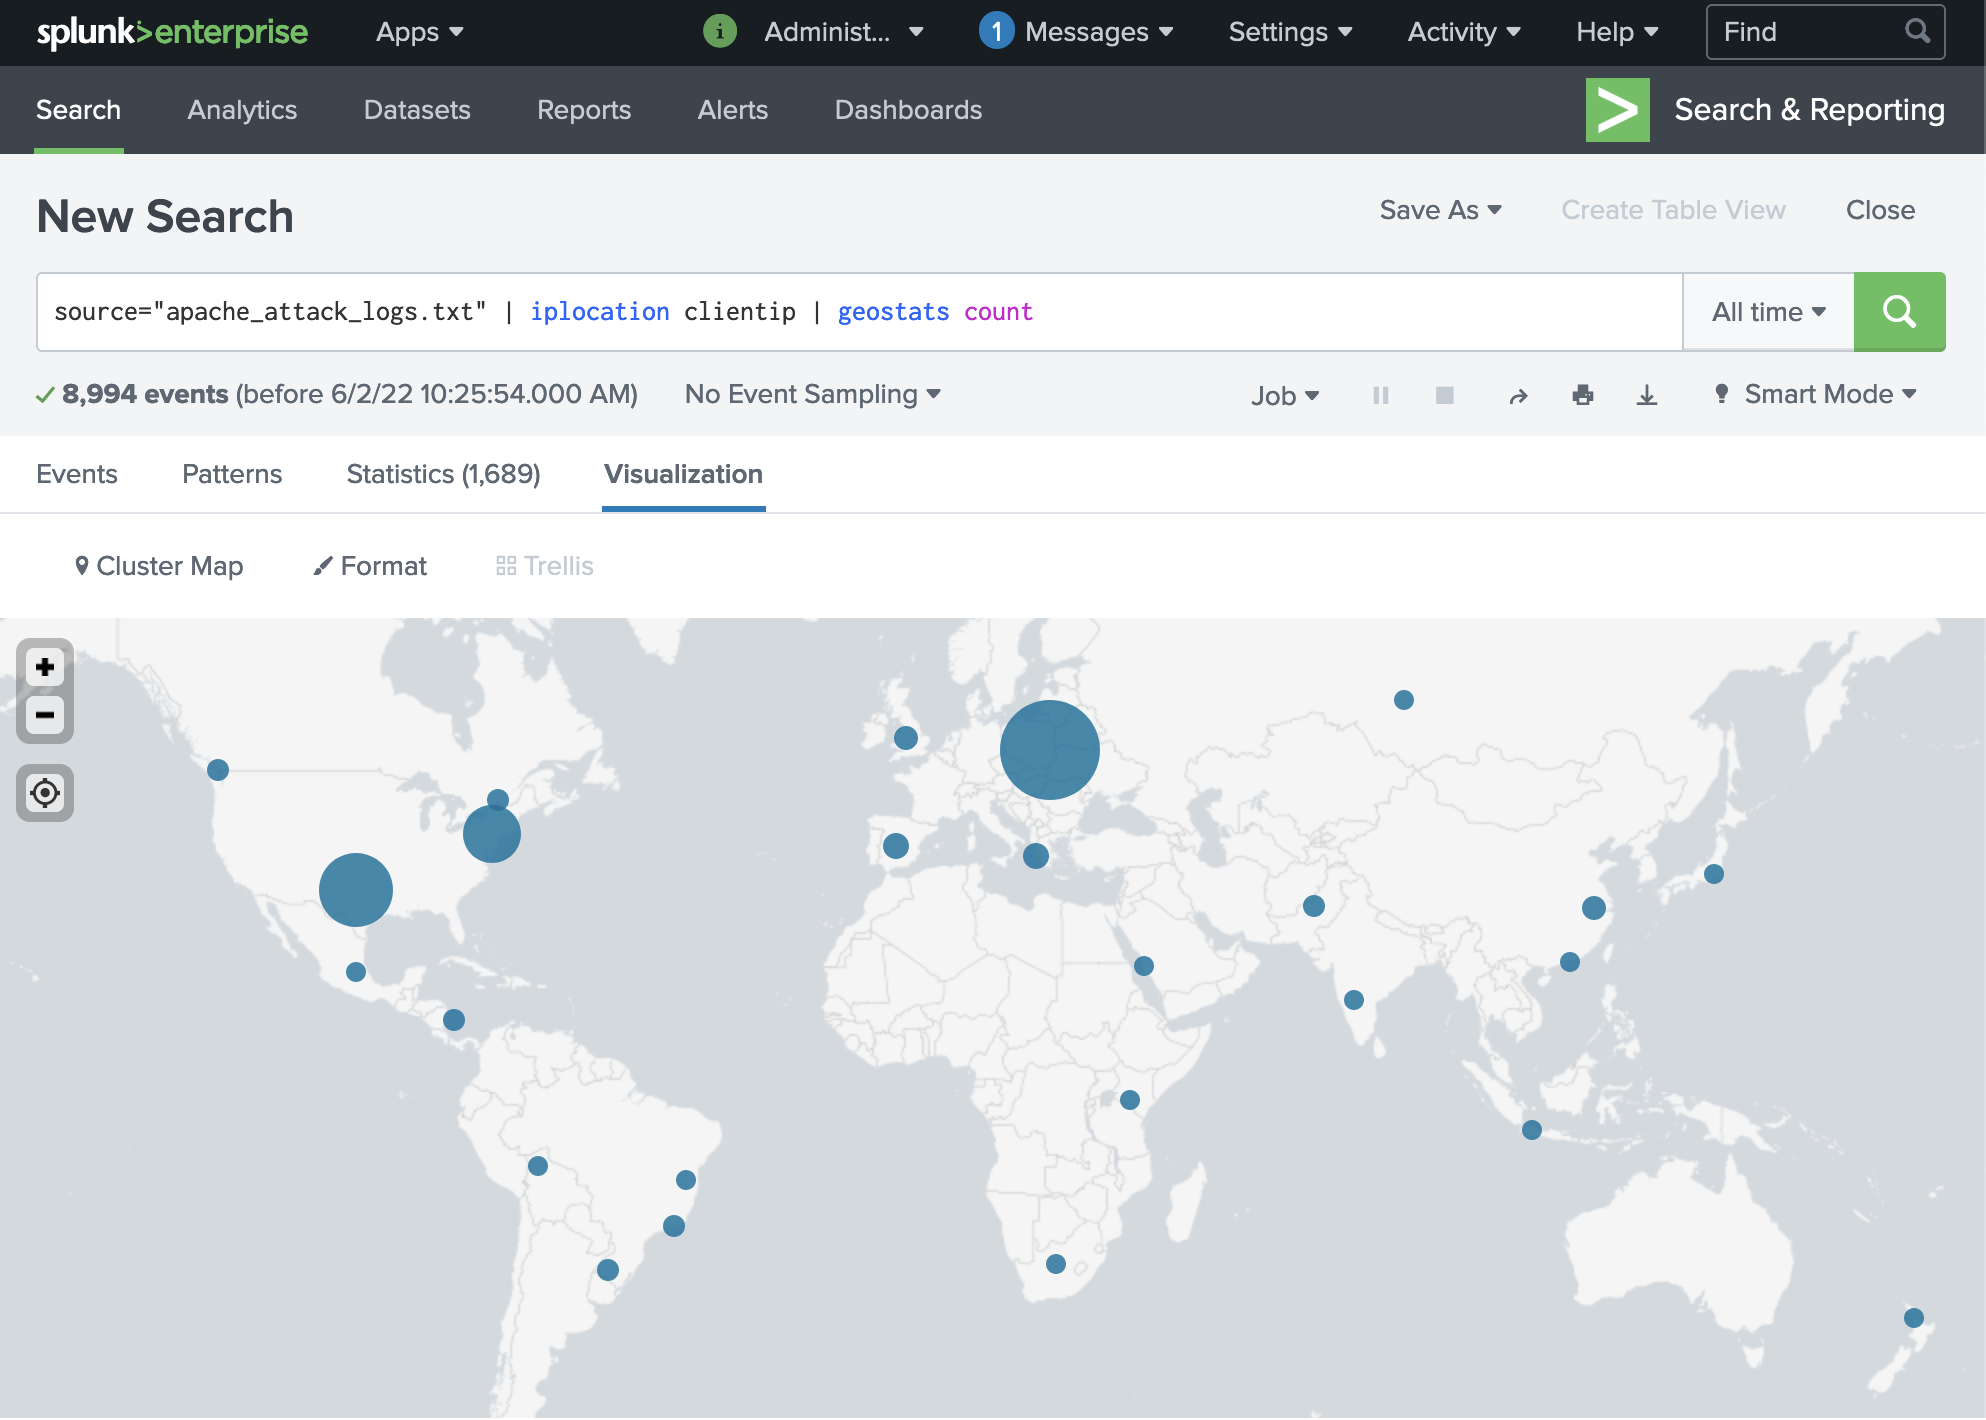 splunk>enterprise Apps i Administ... 1 Messages Settings Activity Help Find
Search Analytics Datasets Reports Alerts Dashboards > Search & Reporting
New Search Save As Create Table View Close
source="apache_attack_logs.txt" | iplocation clientip | geostats count All time
8,994 events (before 6/2/22 10:25:54.000 AM) No Event Sampling Job Smart Mode
Events Patterns Statistics (1,689) Visualization
Cluster Map Format Trellis